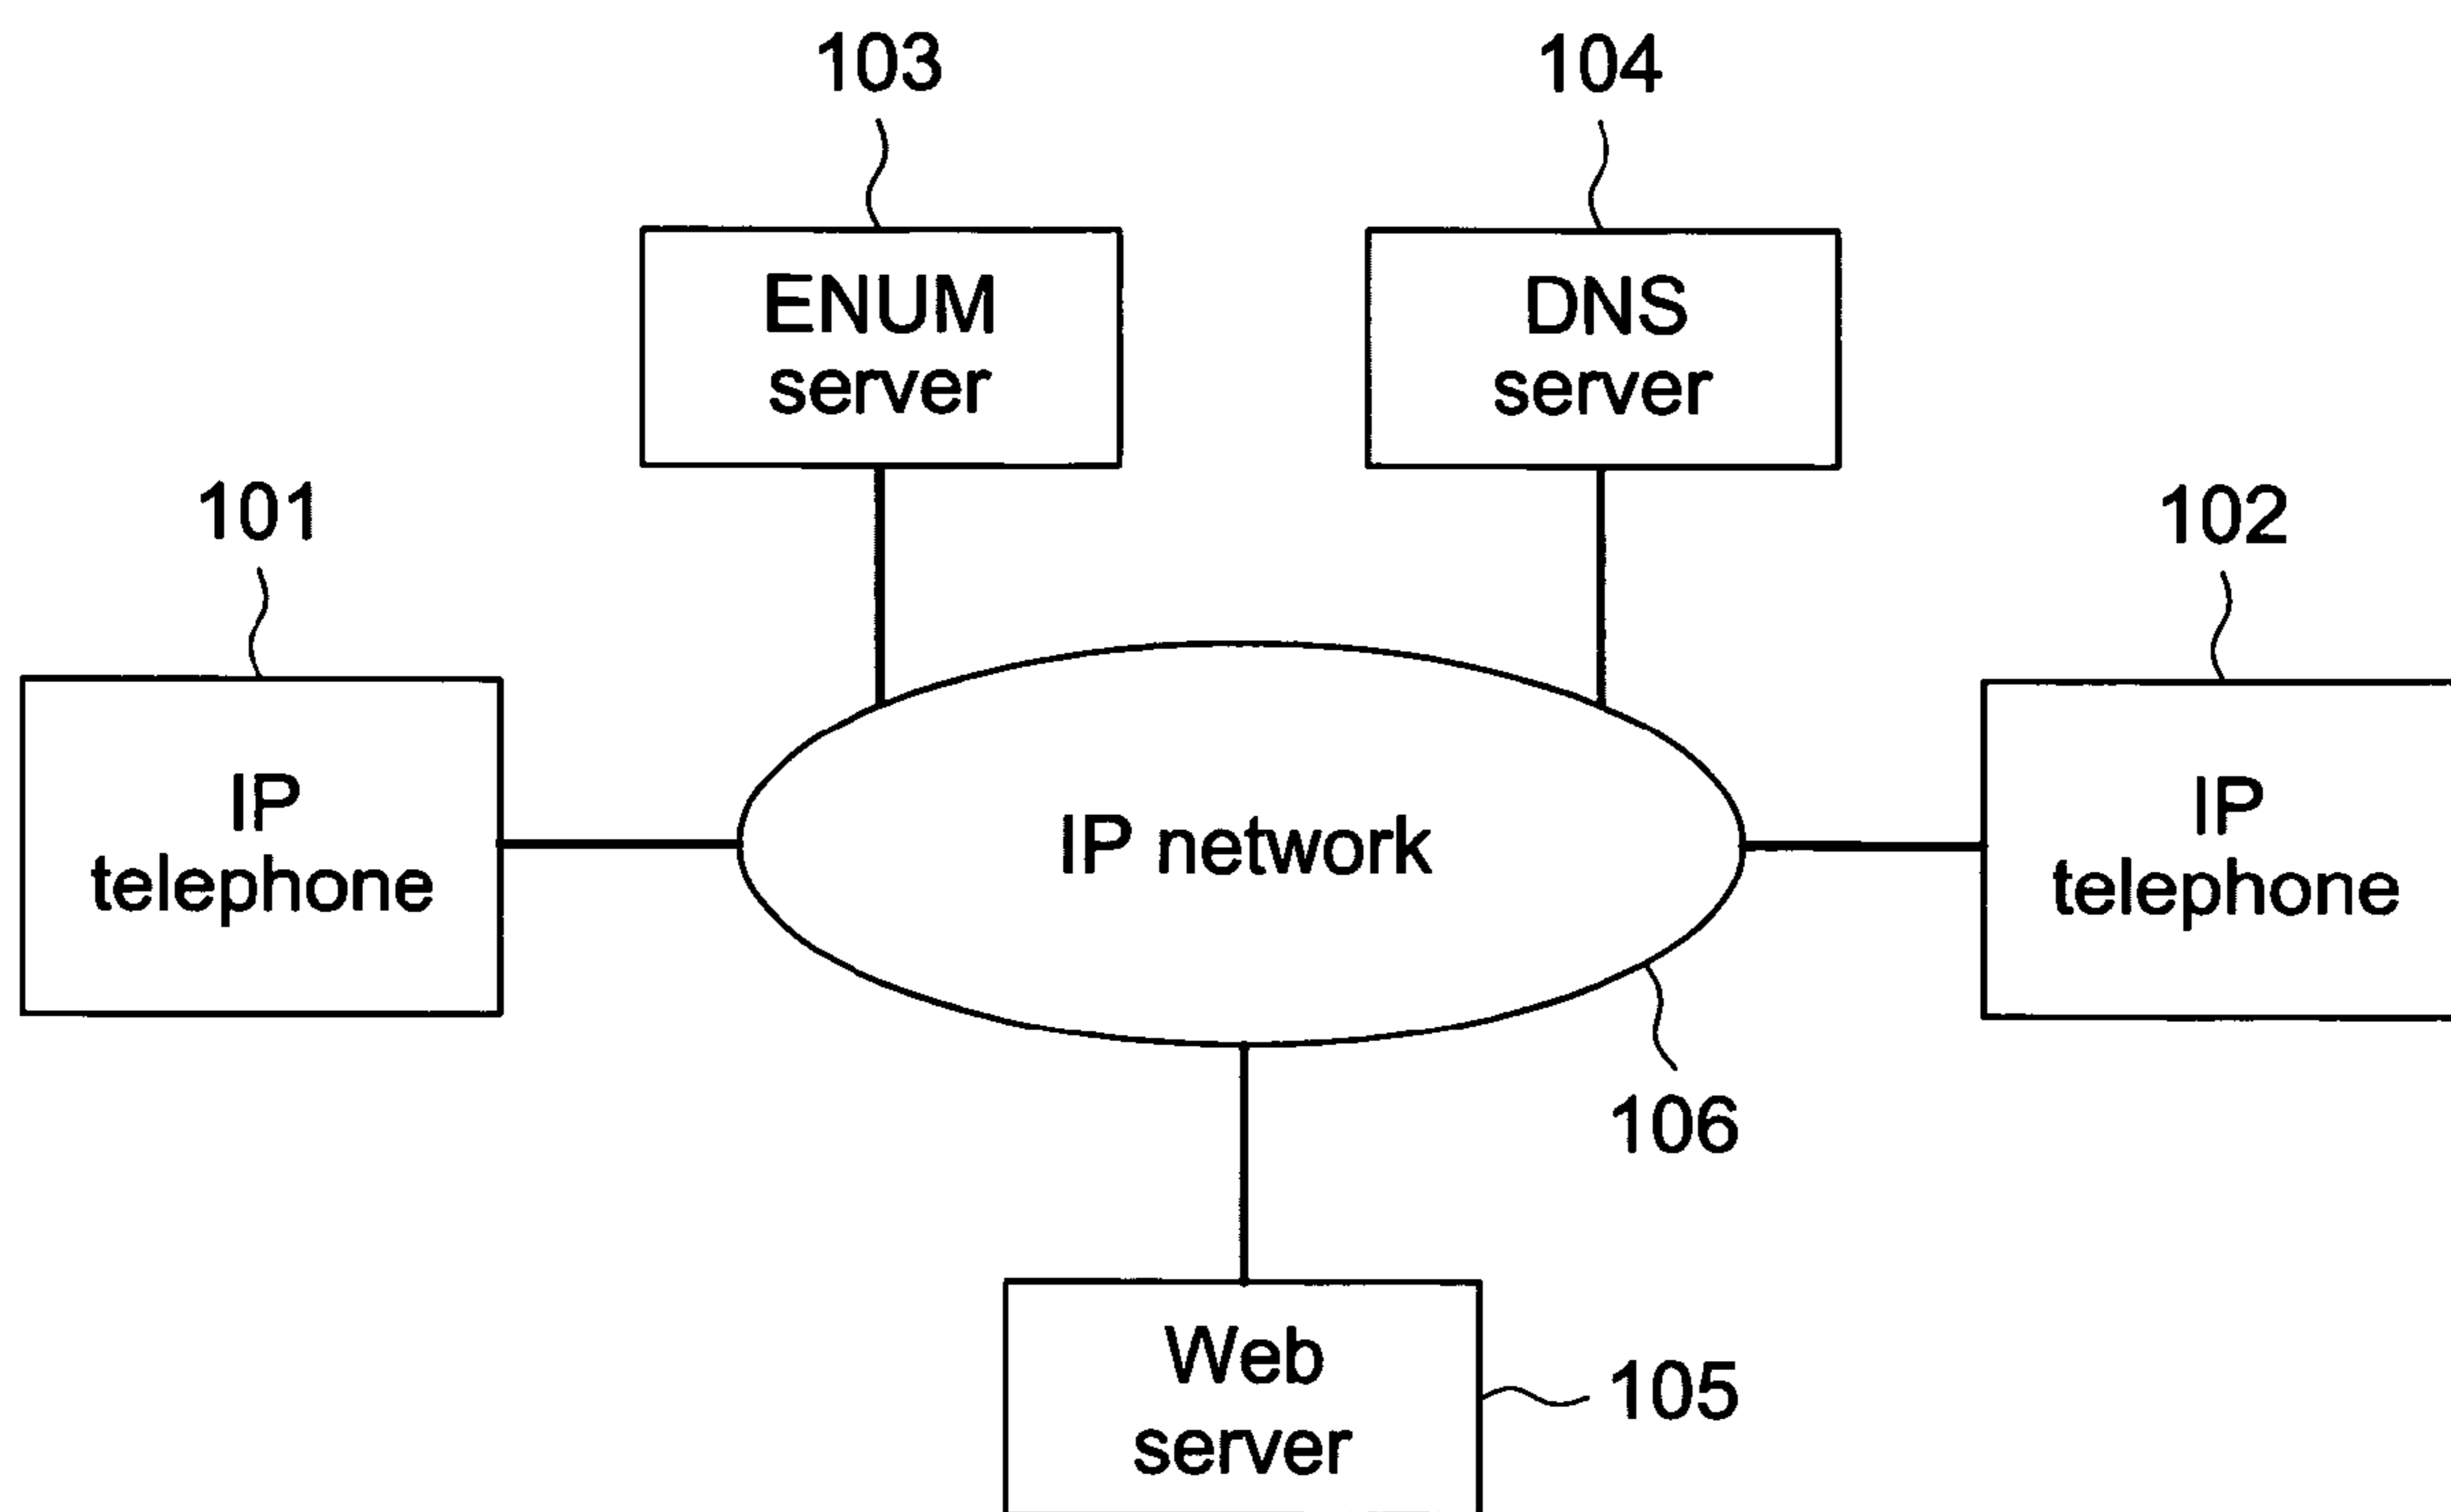 103
104
ENUM
server
DNS
server
101
102
IP
telephone
IP network
IP
telephone
106
Web
server
105